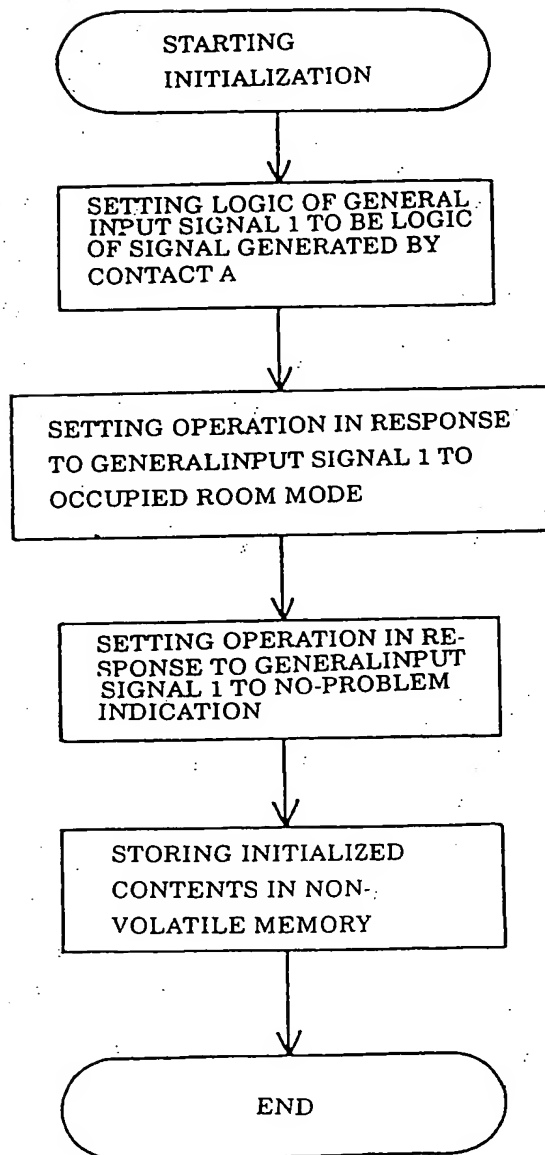 STARTING
INITIALIZATION
SETTING LOGIC OF GENERAL
INPUT SIGNAL 1 TO BE LOGIC
OF SIGNAL GENERATED BY
CONTACT A
SETTING OPERATION IN RESPONSE
TO GENERALINPUT SIGNAL 1 TO
OCCUPIED ROOM MODE
SETTING OPERATION IN RE-
SPONSE TO GENERALINPUT
SIGNAL 1 TO NO-PROBLEM
INDICATION
STORING INITIALIZED
CONTENTS IN NON-
VOLATILE MEMORY
END